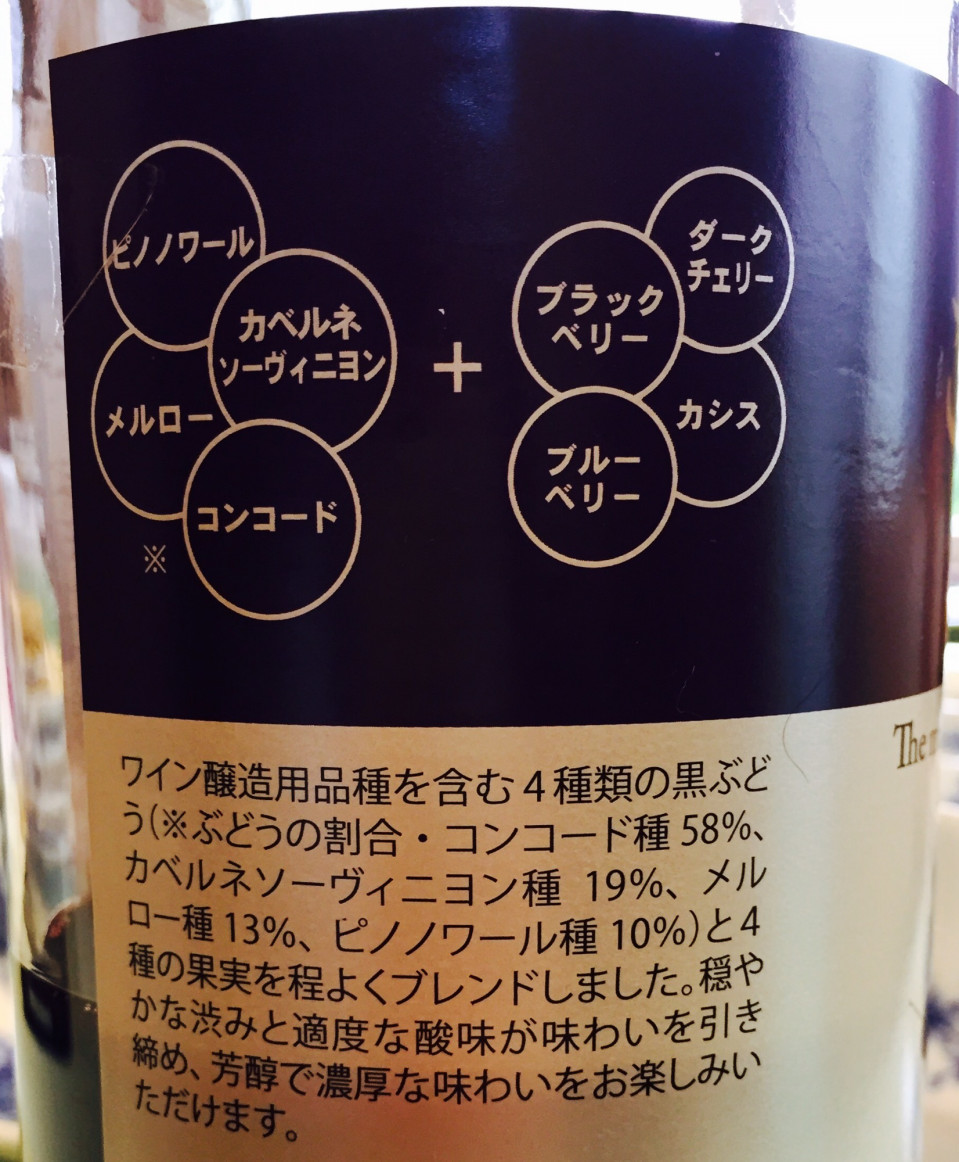 ピノノワール
カベルネ
ソーヴィニヨン
メルロー
コンコード
※
+
ダーク
チェリー
ブラック
ベリー
カシス
ブルー
ベリー
ワイン醸造用品種を含む4種類の黒ぶど
う(※ぶどうの割合・コンコード種58%、
カベルネソーヴィニヨン種 19%、メル
ロー種13%、ピノノワール種10%)と4
種の果実を程よくブレンドしました。穏や
かな渋みと適度な酸味が味わいを引き
締め、芳醇で濃厚な味わいをお楽しみい
ただけます。
The